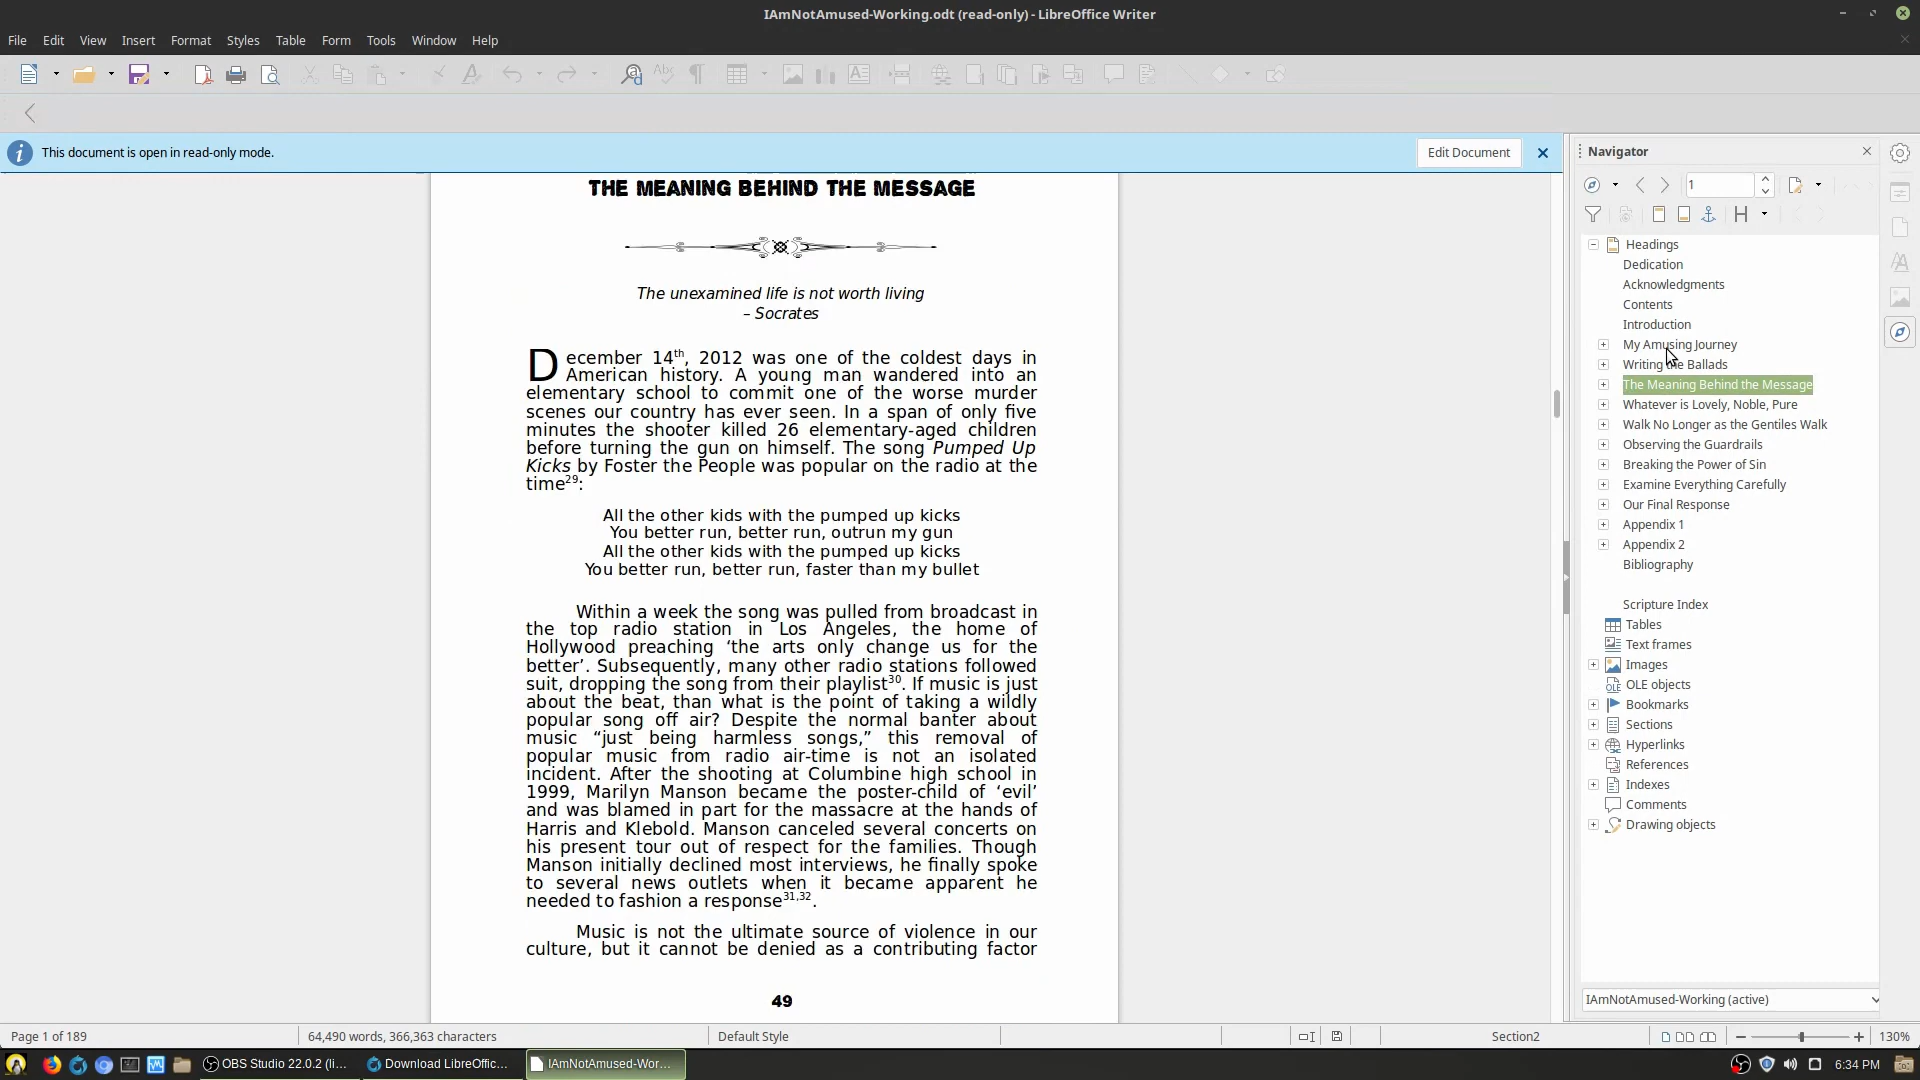 IAmNotAmused-Working.odt (read-only) - LibreOffice Writer
File Edit View Insert Format Styles Table Form Tools Window Help
This document is open in read-only mode.
Edit Document
THE MEANING BEHIND THE MESSAGE
The unexamined life is not worth living
– Socrates
December 14th, 2012 was one of the coldest days in
American history. A young man wandered into an
elementary school to commit one of the worse murder
scenes our country has ever seen. In a span of only five
minutes the shooter killed 26 elementary-aged children
before turning the gun on himself. The song Pumped Up
Kicks by Foster the People was popular on the radio at the
time29:
All the other kids with the pumped up kicks
You better run, better run, outrun my gun
All the other kids with the pumped up kicks
You better run, better run, faster than my bullet
Within a week the song was pulled from broadcast in
the top radio station in Los Angeles, the home of
Hollywood preaching ‘the arts only change us for the
better’. Subsequently, many other radio stations followed
suit, dropping the song from their playlist30. If music is just
about the beat, than what is the point of taking a wildly
popular song off air? Despite the normal banter about
music “just being harmless songs,” this removal of
popular music from radio air-time is not an isolated
incident. After the shooting at Columbine high school in
1999, Marilyn Manson became the poster-child of ‘evil’
and was blamed in part for the massacre at the hands of
Harris and Klebold. Manson canceled several concerts on
his present tour out of respect for the families. Though
Manson initially declined most interviews, he finally spoke
to several news outlets when it became apparent he
needed to fashion a response31,32.
Music is not the ultimate source of violence in our
culture, but it cannot be denied as a contributing factor
49
Navigator
1
Headings
Dedication
Acknowledgments
Contents
Introduction
My Amusing Journey
Writing the Ballads
The Meaning Behind the Message
Whatever is Lovely, Noble, Pure
Walk No Longer as the Gentiles Walk
Observing the Guardrails
Breaking the Power of Sin
Examine Everything Carefully
Our Final Response
Appendix 1
Appendix 2
Bibliography
Scripture Index
Tables
Text frames
Images
OLE objects
Bookmarks
Sections
Hyperlinks
References
Indexes
Comments
Drawing objects
IAmNotAmused-Working (active)
Page 1 of 189
64,490 words, 366,363 characters
Default Style
Section2
130%
OBS Studio 22.0.2 (li...
Download LibreOffic...
IAmNotAmused-Wor...
6:34 PM